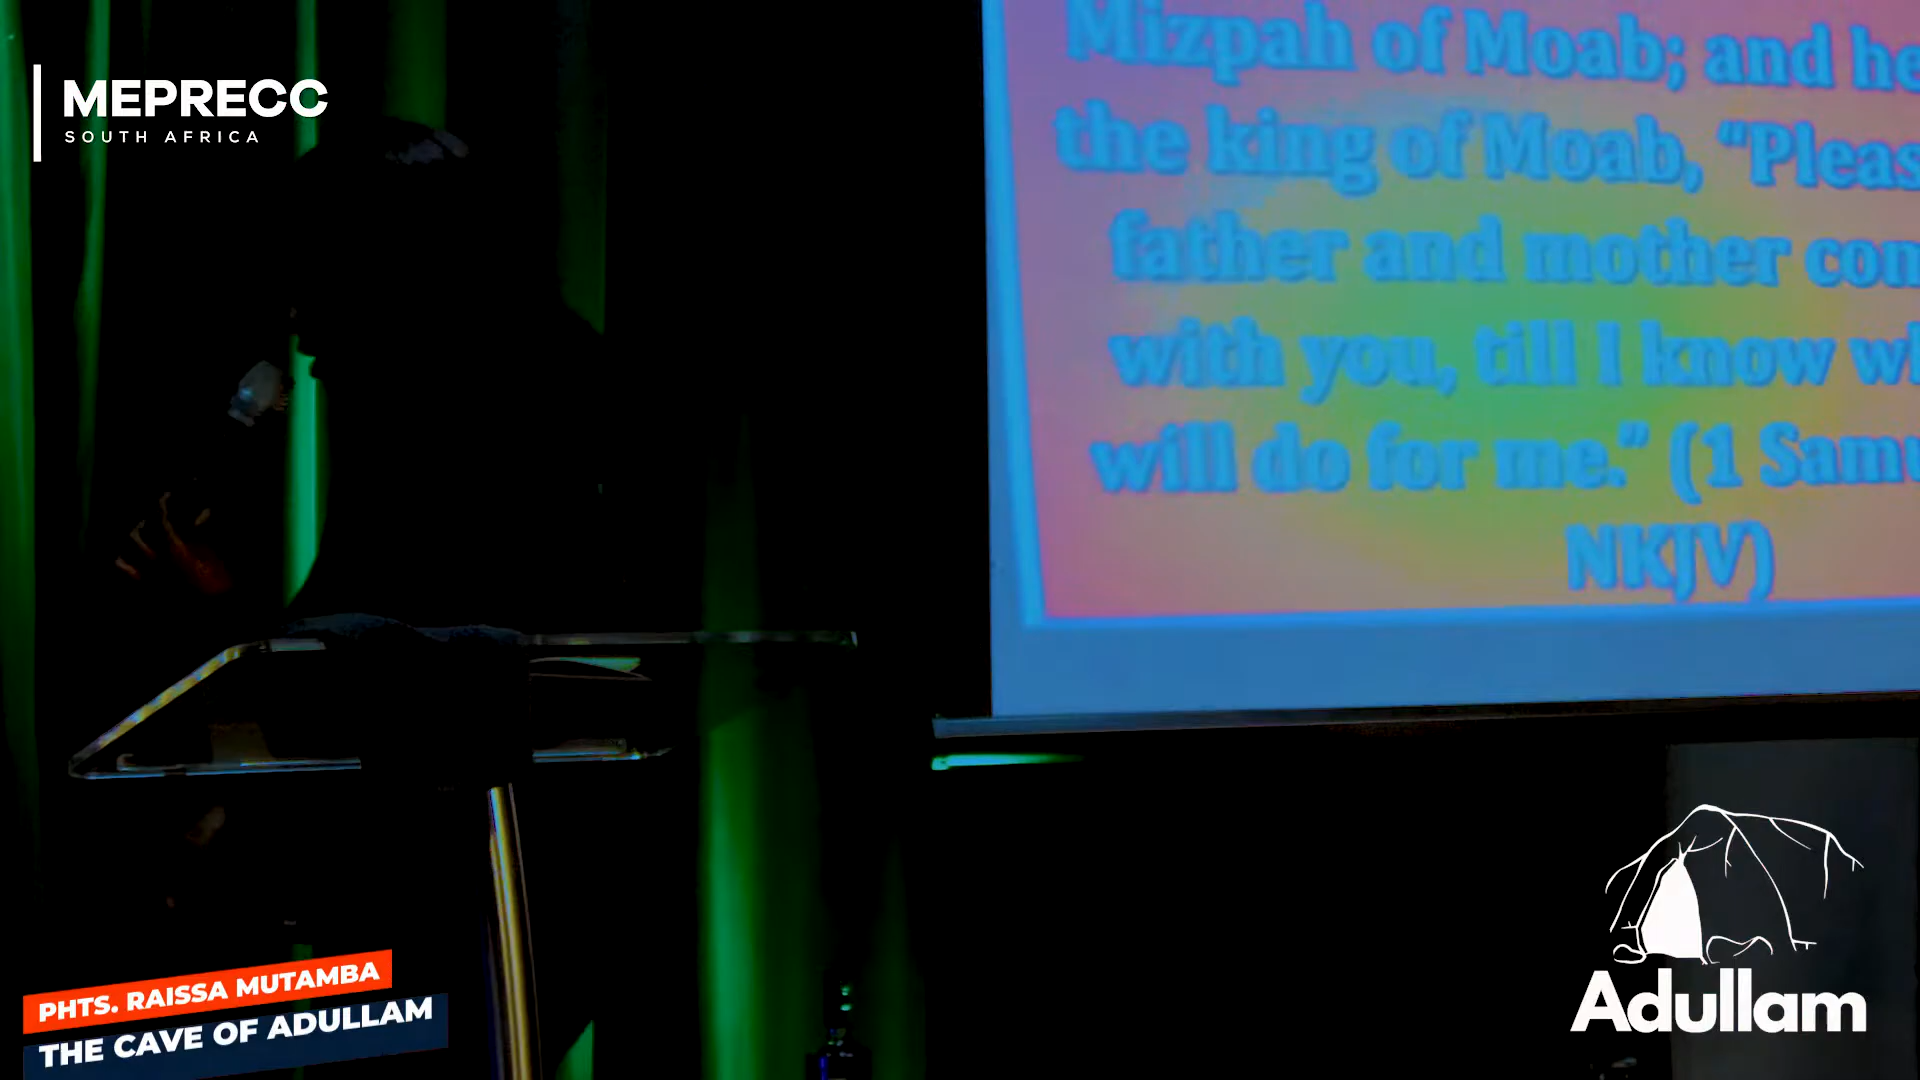 MEPRECC
SOUTH AFRICA
Mizpah of Moab; and he
the king of Moab, "Pleas
father and mother con
with you, till I know wh
will do for me." (1 Samu
NKJV)
PHTS. RAISSA MUTAMBA
THE CAVE OF ADULLAM
Adullam